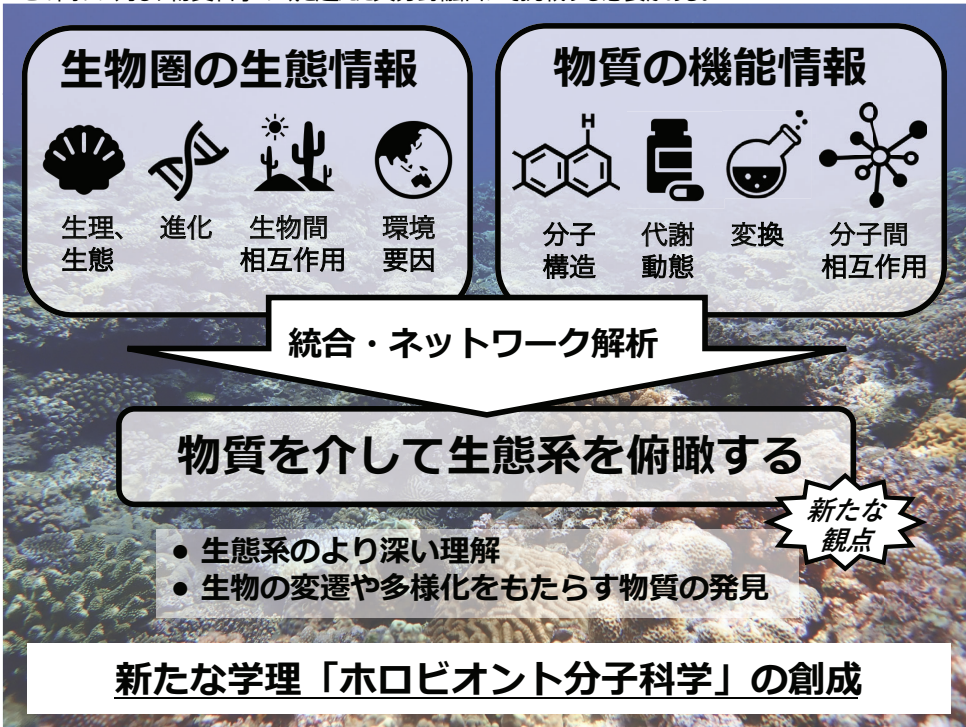 生物圏の生態情報
物質の機能情報
H
生理、
生態
進化
生物間
相互作用
環境
要因
分子
構造
代謝
動態
変換
分子間
相互作用
統合・ネットワーク解析
物質を介して生態系を俯瞰する
新たな
観点
● 生態系のより深い理解
● 生物の変遷や多様化をもたらす物質の発見
新たな学理「ホロビオント分子科学」の創成